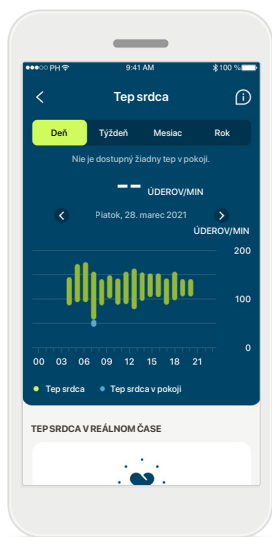 PH 9:41 AM 100 %
Tep srdca
Deň Týždeň Mesiac Rok
Nie je dostupný žiadny tep v pokoji.
-- ÚDEROV/MIN
Piatok, 28. marec 2021
ÚDEROV/MIN
200
100
0
00 03 06 09 12 15 18 21
Tep srdca Tep srdca v pokoji
TEP SRDCA V REÁLNOM ČASE